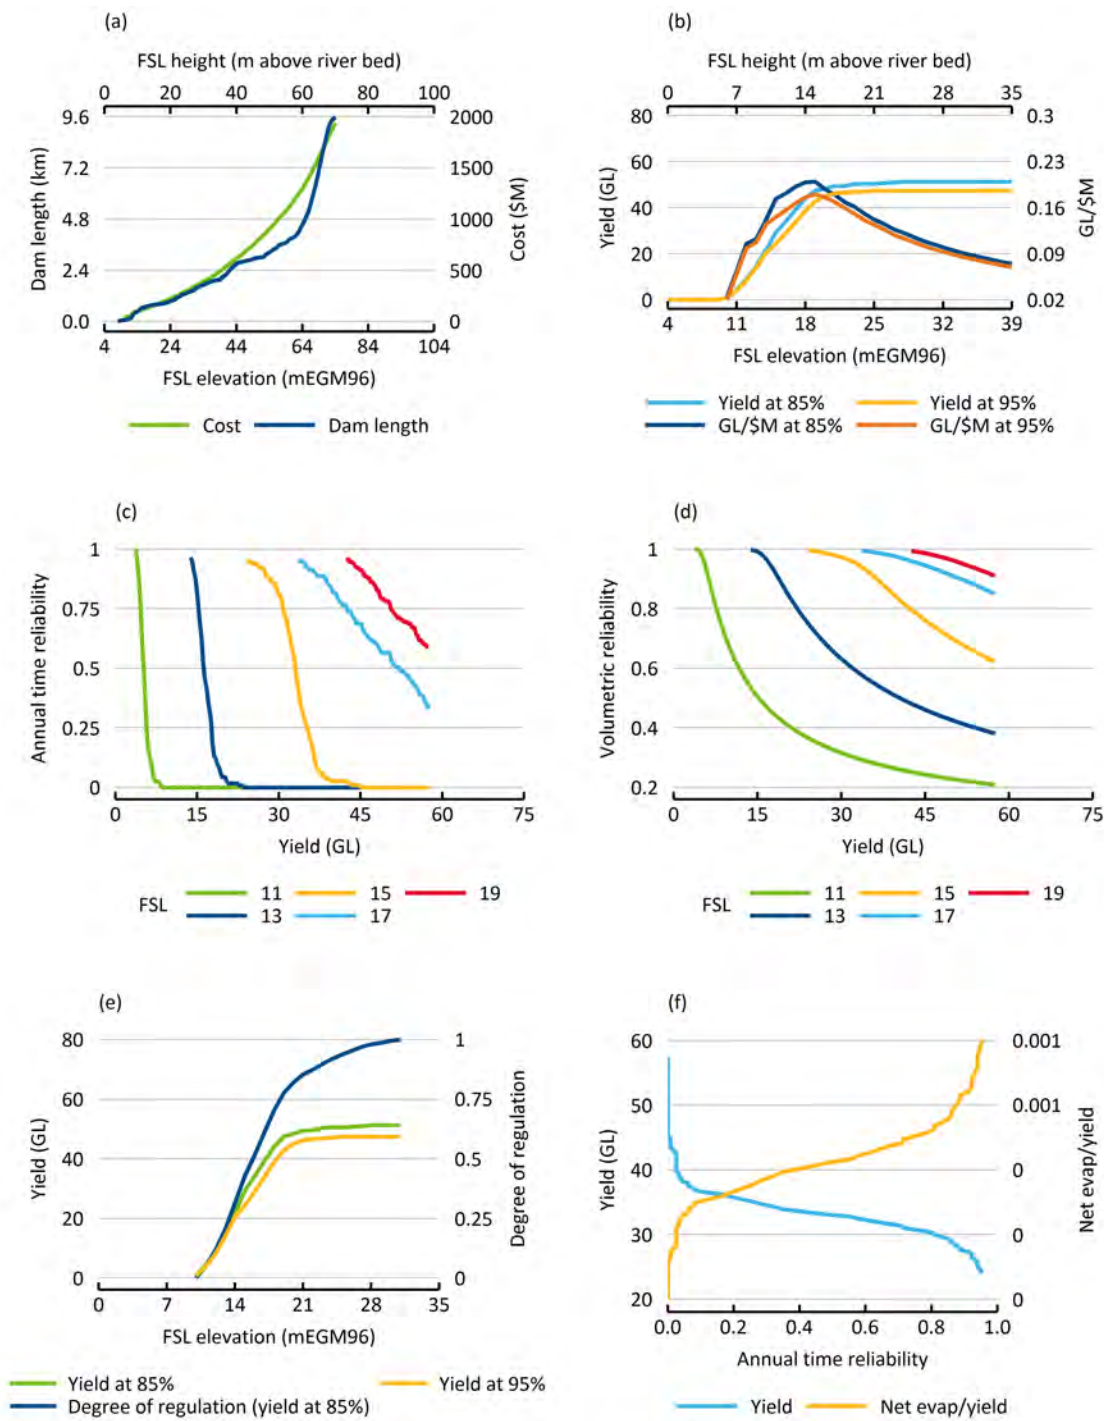 (a)
FSL height (m above river bed)
0 20 40 60 80 100
9.6 2000
7.2 1500
4.8 1000
2.4 500
0.0 0
Dam length (km)
Cost ($M)
4 24 44 64 84 104
FSL elevation (mEGM96)
Cost Dam length
(b)
FSL height (m above river bed)
0 7 14 21 28 35
80 0.3
60 0.23
40 0.16
20 0.09
0 0.02
Yield (GL)
GL/$M
4 11 18 25 32 39
FSL elevation (mEGM96)
Yield at 85% Yield at 95%
GL/$M at 85% GL/$M at 95%
(c)
1
0.75
0.5
0.25
0
Annual time reliability
0 15 30 45 60 75
Yield (GL)
FSL
11 15 19
13 17
(d)
1
0.8
0.6
0.4
0.2
Volumetric reliability
0 15 30 45 60 75
Yield (GL)
FSL
11 15 19
13 17
(e)
80 1
60 0.75
40 0.5
20 0.25
0 0
Yield (GL)
Degree of regulation
0 7 14 21 28 35
FSL elevation (mEGM96)
Yield at 85% Yield at 95%
Degree of regulation (yield at 85%)
(f)
60 0.001
50 0.001
40 0
30 0
20 0
Yield (GL)
Net evap/yield
0.0 0.2 0.4 0.6 0.8 1.0
Annual time reliability
Yield Net evap/yield